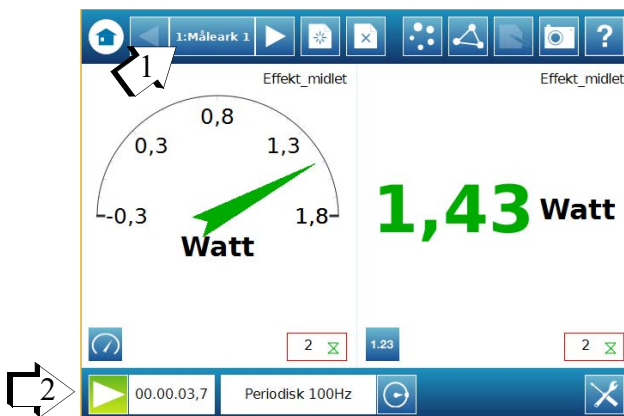 1:Måleark 1
?
1
Effekt_midlet
Effekt_midlet
0,8
0,3
1,3
-0,3
1,8
Watt
1,43 Watt
2
1.23
2
2
00.00.03,7
Periodisk 100Hz